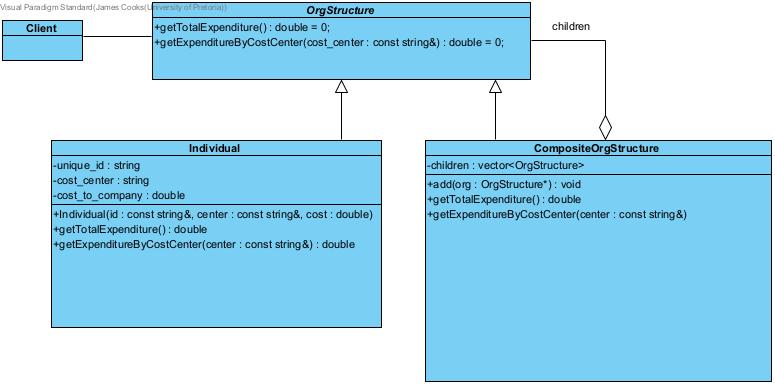 Visual Paradigm Standard(James Cooks(University of Pretoria))
OrgStructure
Client
+getTotalExpenditure() : double = 0;
+getExpenditureByCostCenter(cost_center : const string&) : double = 0;
children
Individual
-unique_id : string
-cost_center : string
-cost_to_company : double
+Individual(id : const string&, center : const string&, cost : double)
+getTotalExpenditure() : double
+getExpenditureByCostCenter(center : const string&) : double
CompositeOrgStructure
-children : vector<OrgStructure>
+add(org : OrgStructure*) : void
+getTotalExpenditure() : double
+getExpenditureByCostCenter(center : const string&)